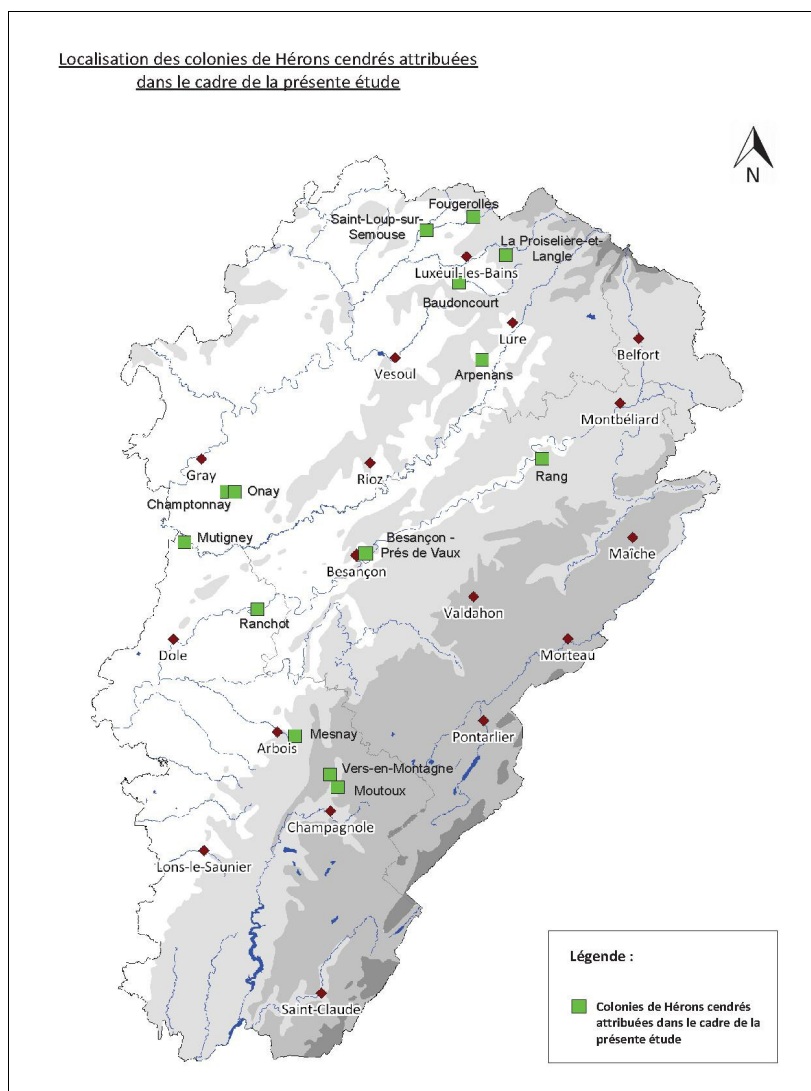 Localisation des colonies de Hérons cendrés attribuées
dans le cadre de la présente étude
N
Fougerolles
Saint-Loup-sur-
Semouse
La Proiselière-et-
Langle
Luxeuil-les-Bains
Baudoncourt
Lure
Belfort
Vesoul
Arpenans
Montbéliard
Gray
Rioz
Rang
Onay
Champtonnay
Mutigney
Besançon -
Prés de Vaux
Besançon
Maîche
Valdahon
Ranchot
Dole
Morteau
Pontarlier
Mesnay
Arbois
Vers-en-Montagne
Moutoux
Champagnole
Lons-le-Saunier
Saint-Claude
Légende :
Colonies de Hérons cendrés
attribuées dans le cadre de la
présente étude